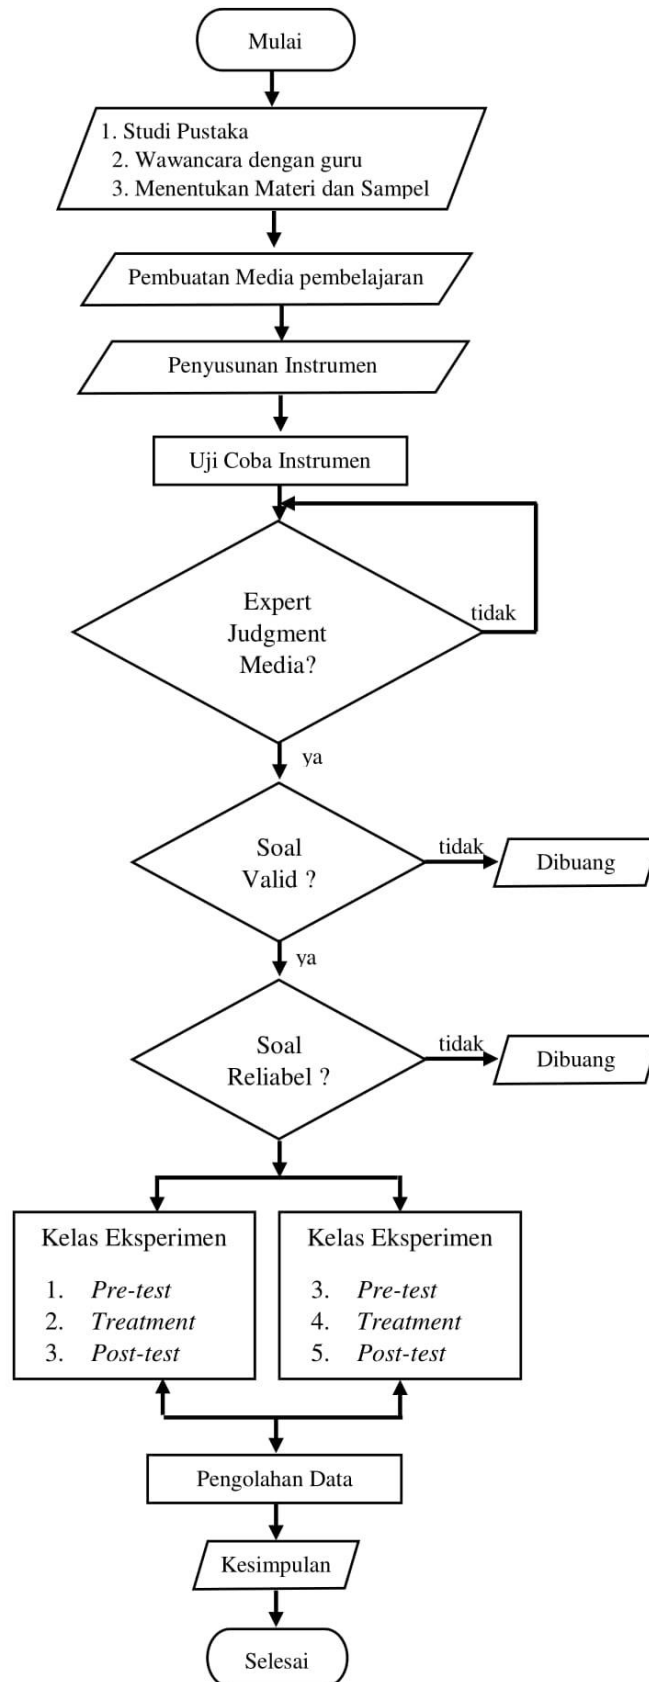 Mulai
1. Studi Pustaka
2. Wawancara dengan guru
3. Menentukan Materi dan Sampel
Pembuatan Media pembelajaran
Penyusunan Instrumen
Uji Coba Instrumen
Expert
Judgment
Media?
tidak
ya
Soal
Valid ?
tidak
Dibuang
ya
Soal
Reliabel ?
tidak
Dibuang
Kelas Eksperimen
1. Pre-test
2. Treatment
3. Post-test
Kelas Eksperimen
3. Pre-test
4. Treatment
5. Post-test
Pengolahan Data
Kesimpulan
Selesai